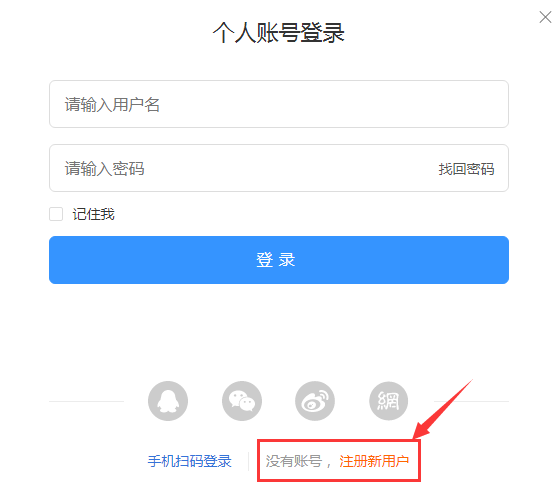 个人账号登录
请输入用户名
请输入密码 找回密码
记住我
登 录
網
手机扫码登录 没有账号，注册新用户